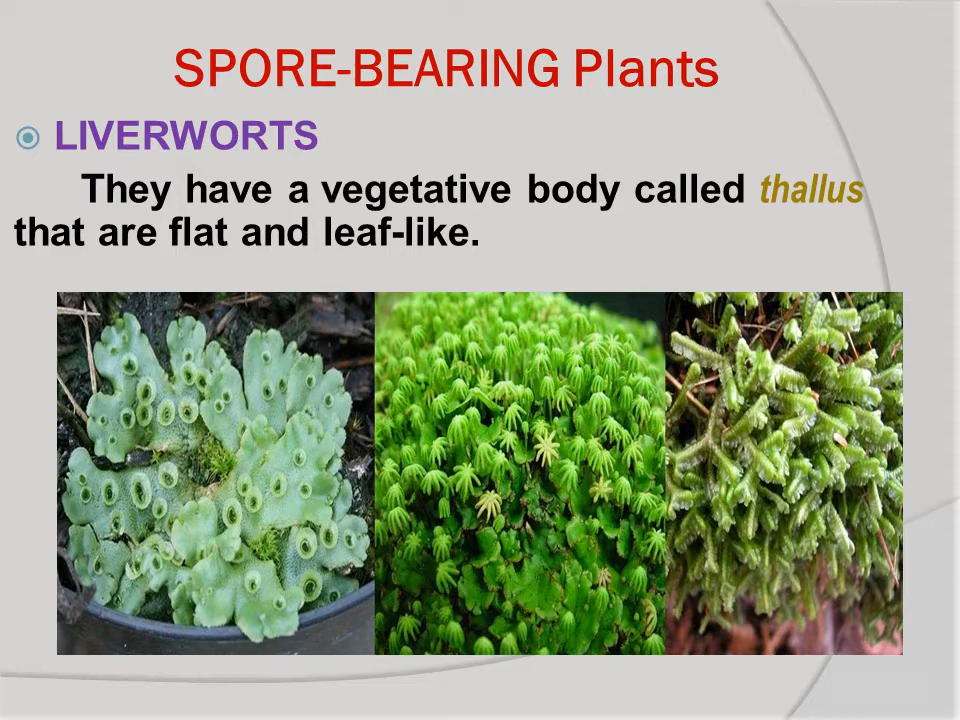 SPORE-BEARING Plants
LIVERWORTS
They have a vegetative body called thallus
that are flat and leaf-like.